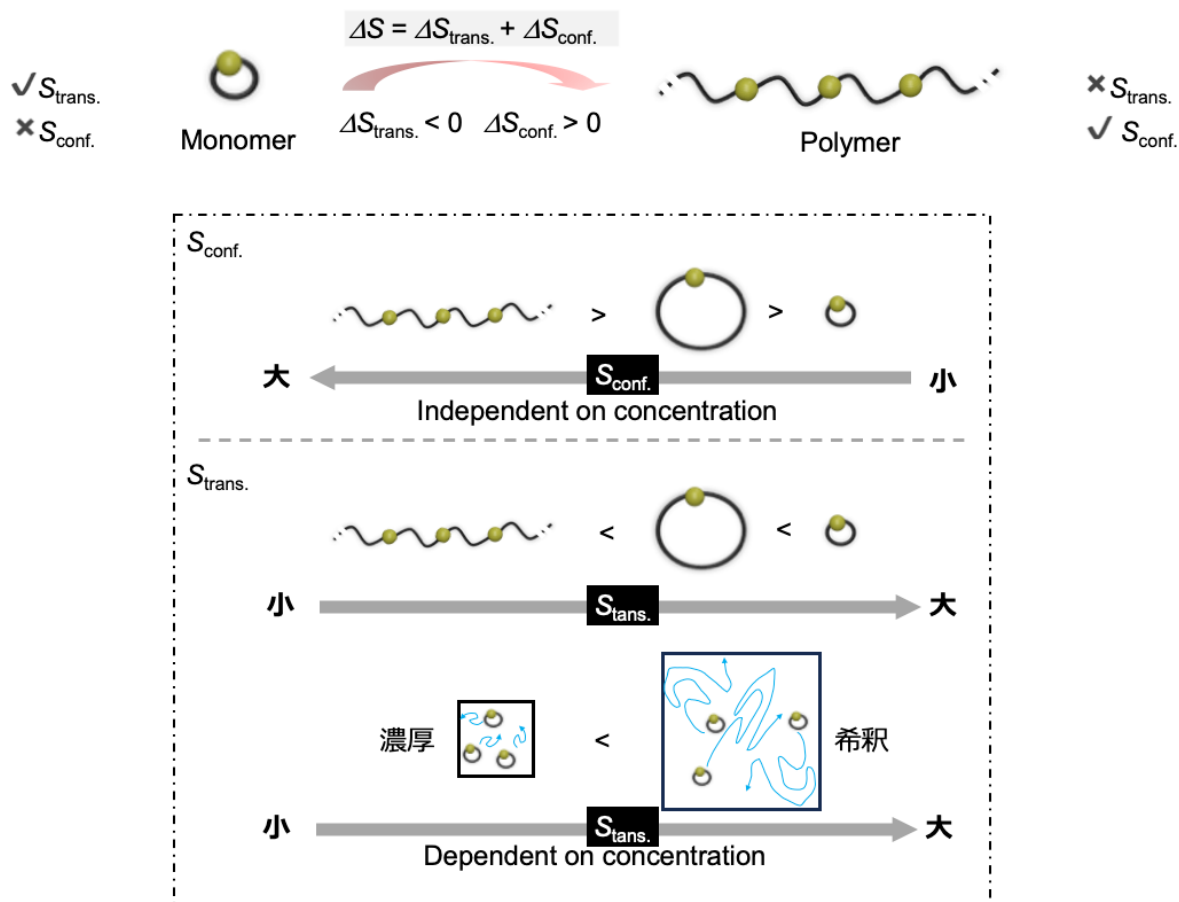 ΔS = ΔStrans. + ΔSconf.
✓ Strans.
× Sconf.
Monomer
ΔStrans. < 0 ΔSconf. > 0
Polymer
× Strans.
✓ Sconf.
Sconf.
> >
大 Sconf. 小
Independent on concentration
Strans.
< <
小 Stans. 大
濃厚 < 希釈
小 Stans. 大
Dependent on concentration